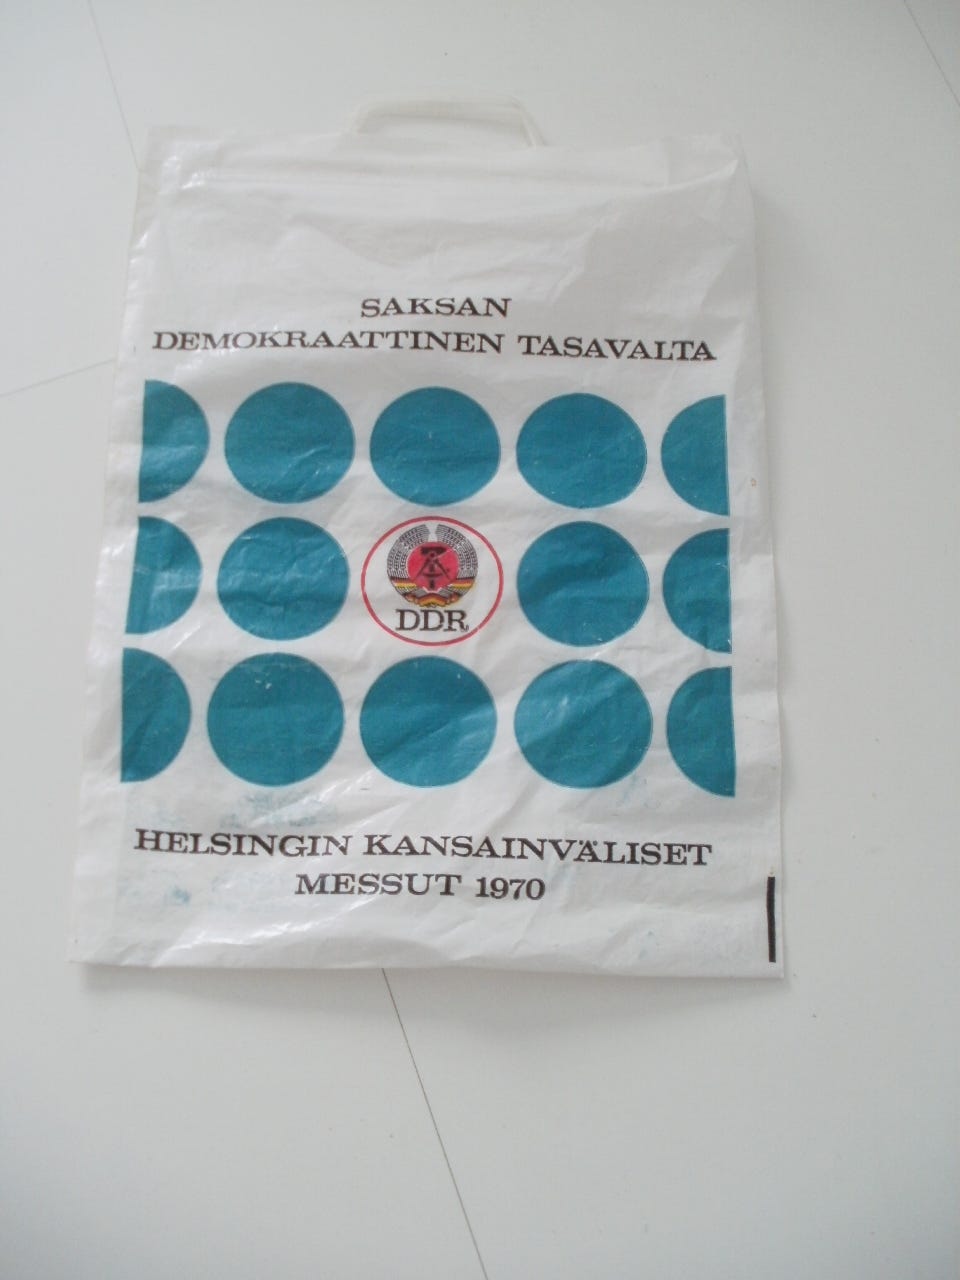 SAKSAN
DEMOKRAATTINEN TASAVALTA
DDR
HELSINGIN KANSAINVÄLISET
MESSUT 1970